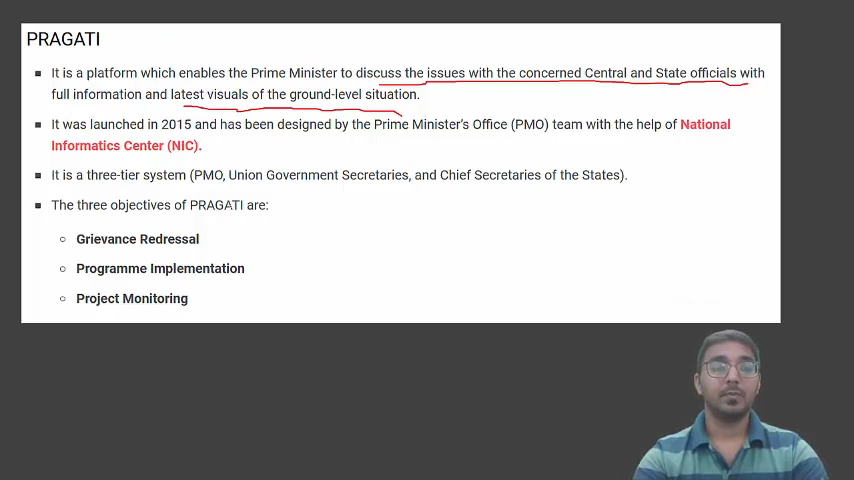 PRAGATI
▪ It is a platform which enables the Prime Minister to discuss the issues with the concerned Central and State officials with
full information and latest visuals of the ground-level situation.
▪ It was launched in 2015 and has been designed by the Prime Minister's Office (PMO) team with the help of National
Informatics Center (NIC).
▪ It is a three-tier system (PMO, Union Government Secretaries, and Chief Secretaries of the States).
▪ The three objectives of PRAGATI are:
○ Grievance Redressal
○ Programme Implementation
○ Project Monitoring